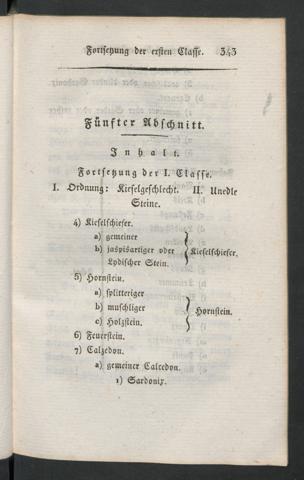 Fortsetzung der ersten Classe. 343
Fünfter Abschnitt.
Inhalt.
Fortsetzung der I. Classe.
I. Ordnung: Kieselgeschlecht. II. Unedle
Steine.
4) Kieselschiefer.
a) gemeiner
b) jaspisartiger oder Kieselschiefer.
Lydischer Stein.
5) Hornstein.
a) splitteriger
b) muschliger Hornstein.
c) Holzstein.
6) Feuerstein.
7) Calzedon.
a) gemeiner Calcedon.
1) Sardonix.